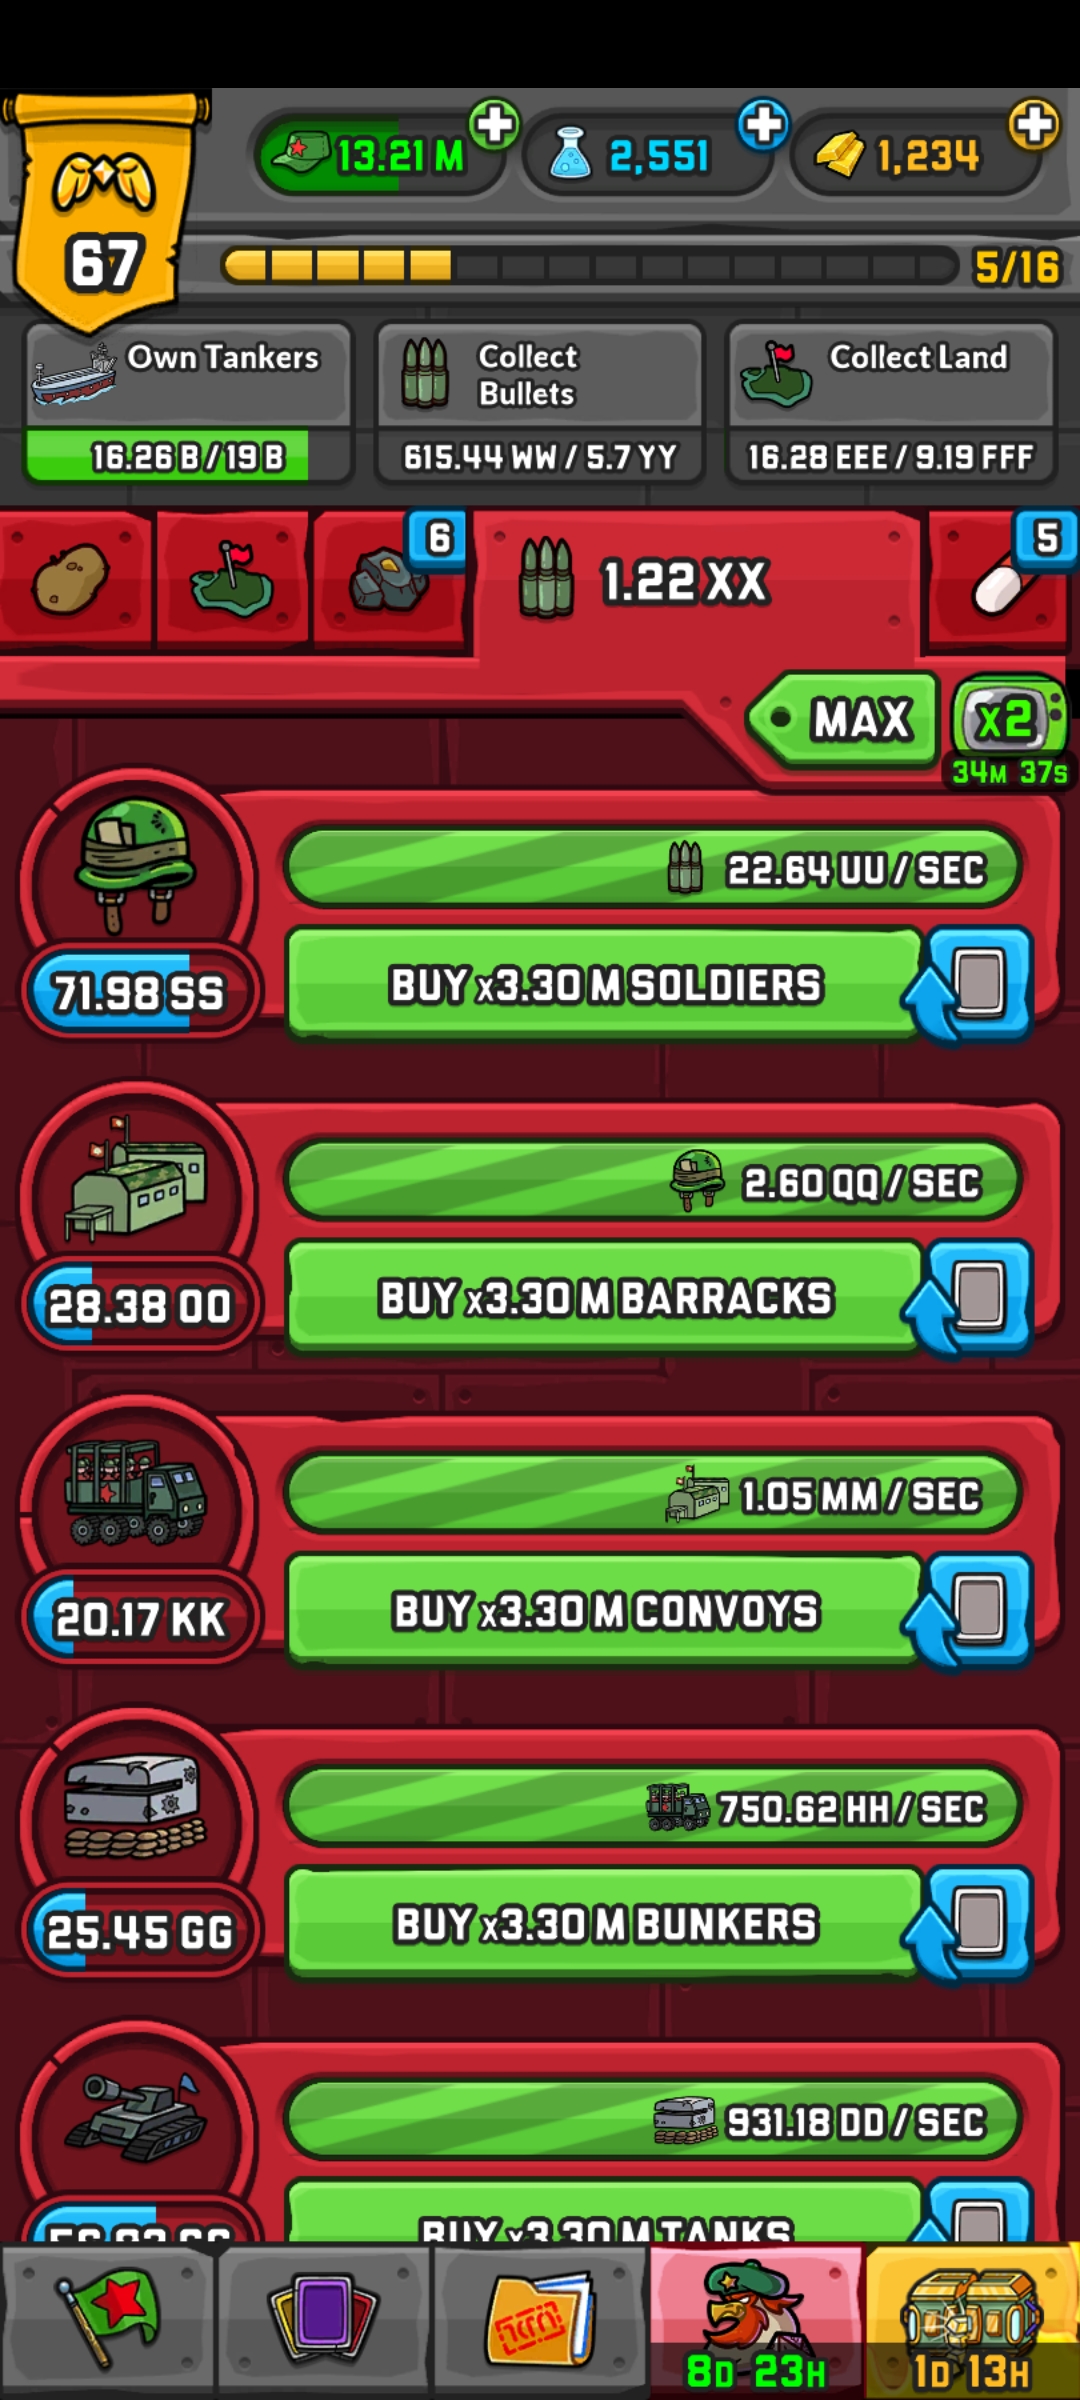 13.21 M
2,551
1,234
67
5/16
Own Tankers
16.26 B / 19 B
Collect
Bullets
615.44 WW / 5.7 YY
Collect Land
16.28 EEE / 9.19 FFF
6
1.22 XX
5
MAX
x2
34M 37S
22.64 UU / SEC
71.98 SS
BUY x3.30 M SOLDIERS
2.60 QQ / SEC
28.38 OO
BUY x3.30 M BARRACKS
1.05 MM / SEC
20.17 KK
BUY x3.30 M CONVOYS
750.62 HH / SEC
25.45 GG
BUY x3.30 M BUNKERS
931.18 DD / SEC
BUY x3.30 M TANKS
8D 23H
1D 13H